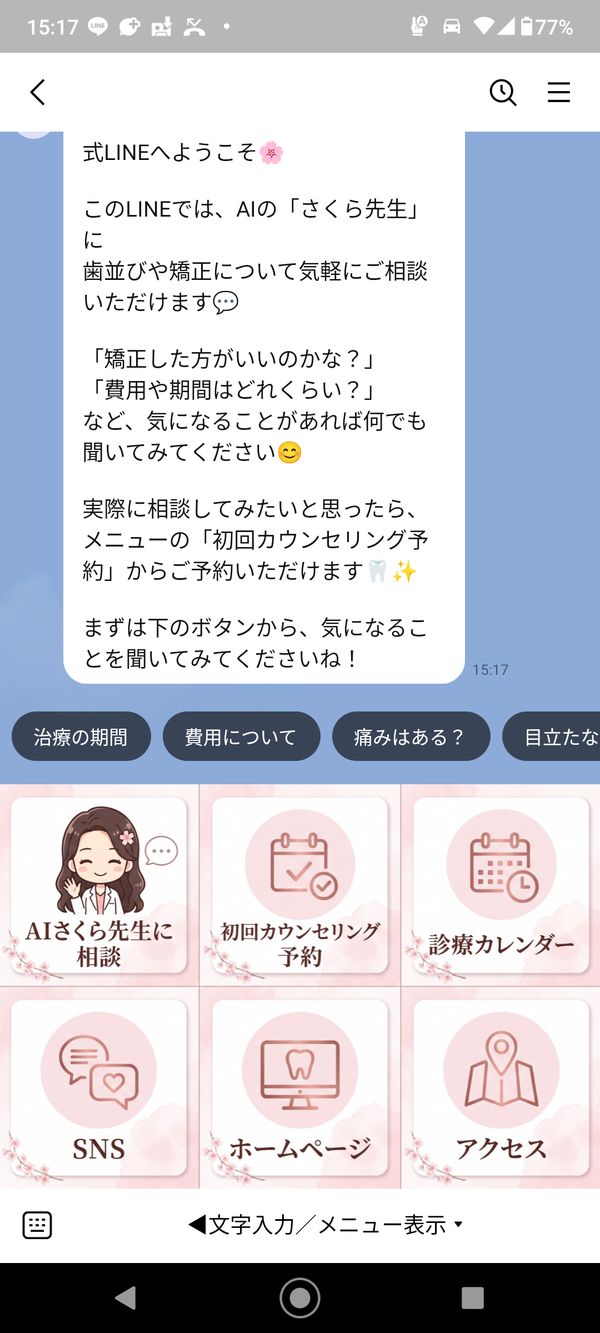 15:17
77%
式LINEへようこそ🌸
このLINEでは、AIの「さくら先生」
に
歯並びや矯正について気軽にご相談
いただけます💬
「矯正した方がいいのかな？」
「費用や期間はどれくらい？」
など、気になることがあれば何でも
聞いてみてください😊
実際に相談してみたいと思ったら、
メニューの「初回カウンセリング予
約」からご予約いただけます🦷✨
まずは下のボタンから、気になるこ
とを聞いてみてくださいね！
15:17
治療の期間
費用について
痛みはある？
目立たな
AIさくら先生に
相談
初回カウンセリング
予約
診療カレンダー
SNS
ホームページ
アクセス
◀文字入力／メニュー表示 ▾